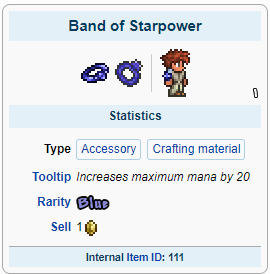 Band of Starpower
Statistics
Type Accessory Crafting material
Tooltip Increases maximum mana by 20
Rarity Blue
Sell 1
Internal Item ID: 111